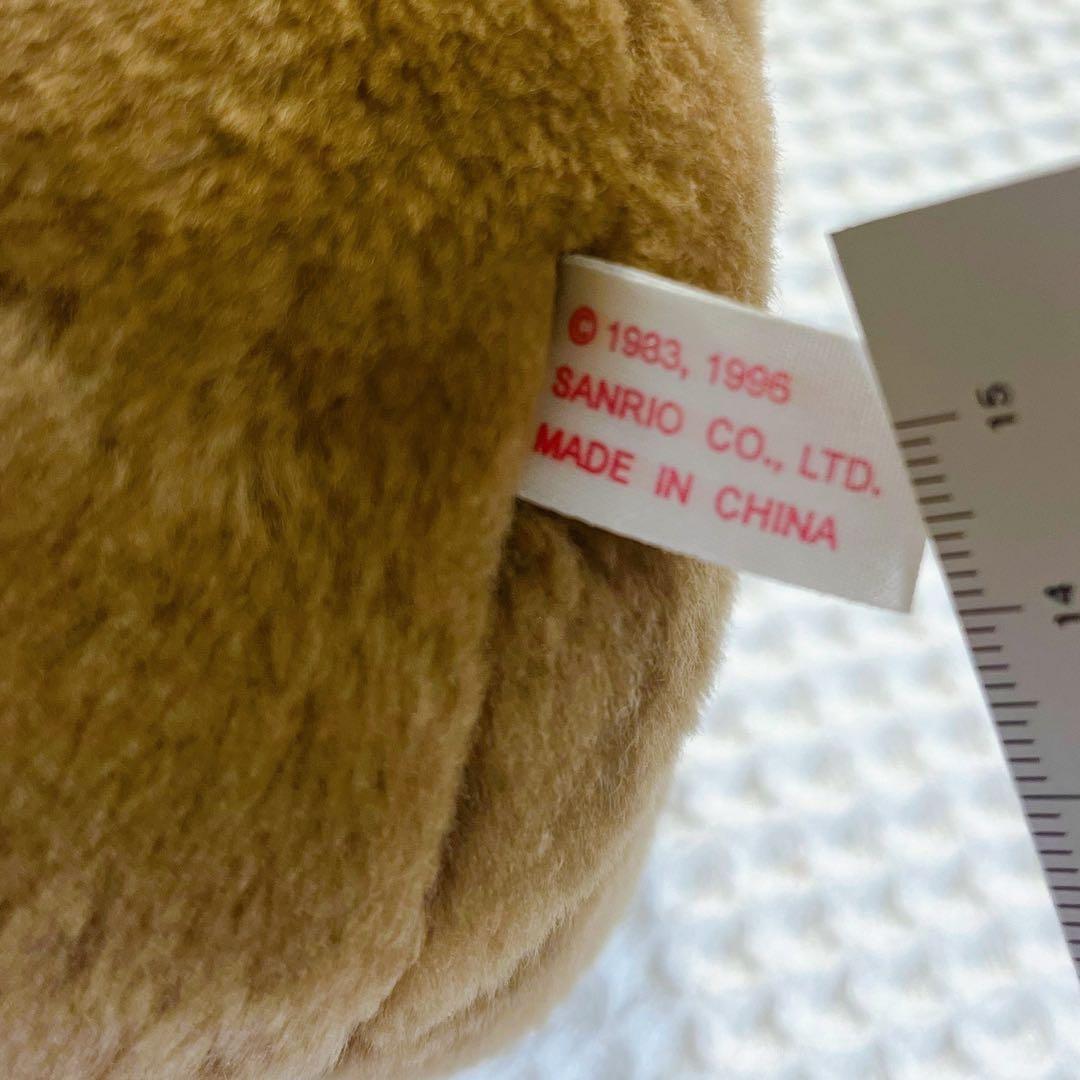 © 1983, 1996
SANRIO CO., LTD.
MADE IN CHINA
15
14